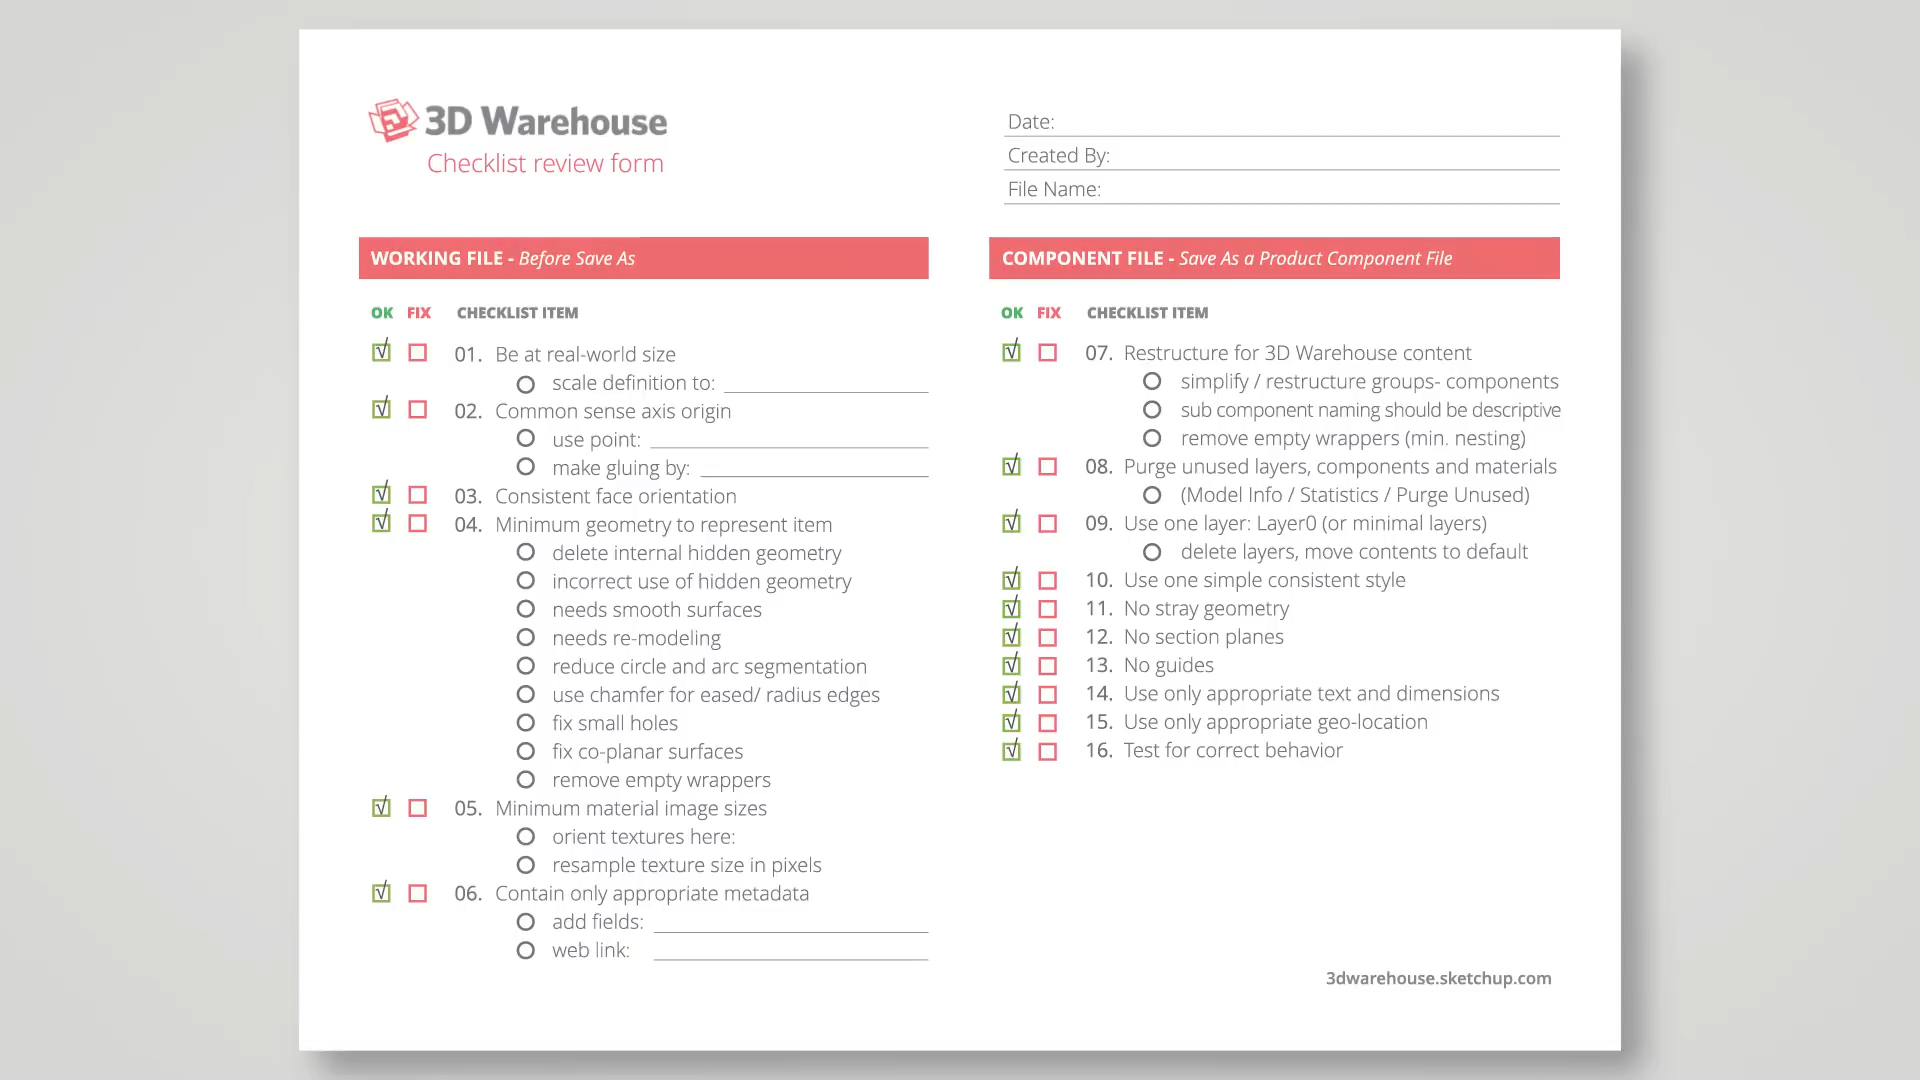 3D Warehouse
Checklist review form
Date:
Created By:
File Name:
WORKING FILE - Before Save As
OK FIX CHECKLIST ITEM
01. Be at real-world size
scale definition to:
02. Common sense axis origin
use point:
make gluing by:
03. Consistent face orientation
04. Minimum geometry to represent item
delete internal hidden geometry
incorrect use of hidden geometry
needs smooth surfaces
needs re-modeling
reduce circle and arc segmentation
use chamfer for eased/ radius edges
fix small holes
fix co-planar surfaces
remove empty wrappers
05. Minimum material image sizes
orient textures here:
resample texture size in pixels
06. Contain only appropriate metadata
add fields:
web link:
COMPONENT FILE - Save As a Product Component File
OK FIX CHECKLIST ITEM
07. Restructure for 3D Warehouse content
simplify / restructure groups- components
sub component naming should be descriptive
remove empty wrappers (min. nesting)
08. Purge unused layers, components and materials
(Model Info / Statistics / Purge Unused)
09. Use one layer: Layer0 (or minimal layers)
delete layers, move contents to default
10. Use one simple consistent style
11. No stray geometry
12. No section planes
13. No guides
14. Use only appropriate text and dimensions
15. Use only appropriate geo-location
16. Test for correct behavior
3dwarehouse.sketchup.com